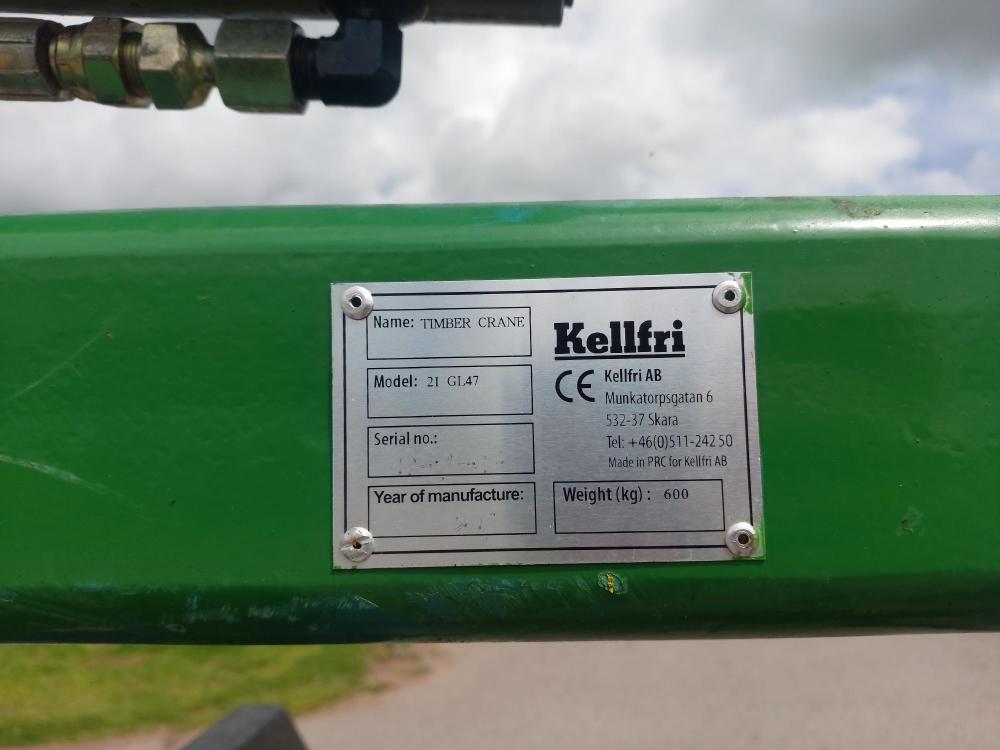 Name: TIMBER CRANE
Model: 21 GL47
Serial no.:
Year of manufacture:
Kellfri
CE Kellfri AB
Munkatorpsgatan 6
532-37 Skara
Tel: +46(0)511-242 50
Made in PRC for Kellfri AB
Weight (kg) : 600